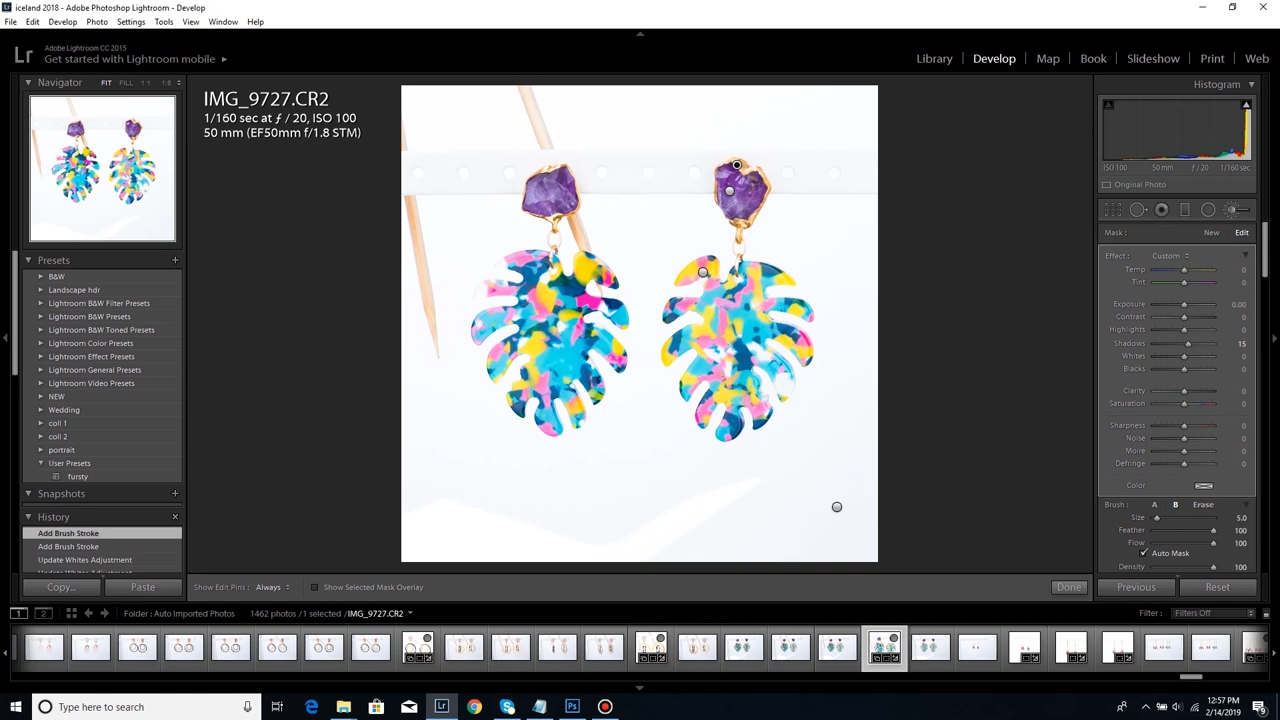 iceland 2018 - Adobe Photoshop Lightroom - Develop
File Edit Develop Photo Settings Tools View Window Help
Lr
Adobe Lightroom CC 2015
Get started with Lightroom mobile
Library Develop Map Book Slideshow Print Web
Navigator FIT FILL 1:1 1:8
Presets
B&W
Landscape hdr
Lightroom B&W Filter Presets
Lightroom B&W Presets
Lightroom B&W Toned Presets
Lightroom Color Presets
Lightroom Effect Presets
Lightroom General Presets
Lightroom Video Presets
NEW
Wedding
coll 1
coll 2
portrait
User Presets
fursty
Snapshots
History
Add Brush Stroke
Add Brush Stroke
Update Whites Adjustment
Copy... Paste
IMG_9727.CR2
1/160 sec at ƒ / 20, ISO 100
50 mm (EF50mm f/1.8 STM)
Show Edit Pins : Always Show Selected Mask Overlay Done
Histogram
ISO 100 50 mm ƒ / 20 1/160 sec
Original Photo
Mask : New Edit
Effect : Custom
Temp 0
Tint 0
Exposure 0.00
Contrast 0
Highlights 0
Shadows 15
Whites 0
Blacks 0
Clarity 0
Saturation 0
Sharpness 0
Noise 0
Moiré 0
Defringe 0
Color
Brush : A B Erase
Size 5.0
Feather 100
Flow 100
Auto Mask
Density 100
Previous Reset
1 2 Folder : Auto Imported Photos 1462 photos / 1 selected / IMG_9727.CR2 Filter : Filters Off
Type here to search
Lr
Ps
12:57 PM
2/14/2019